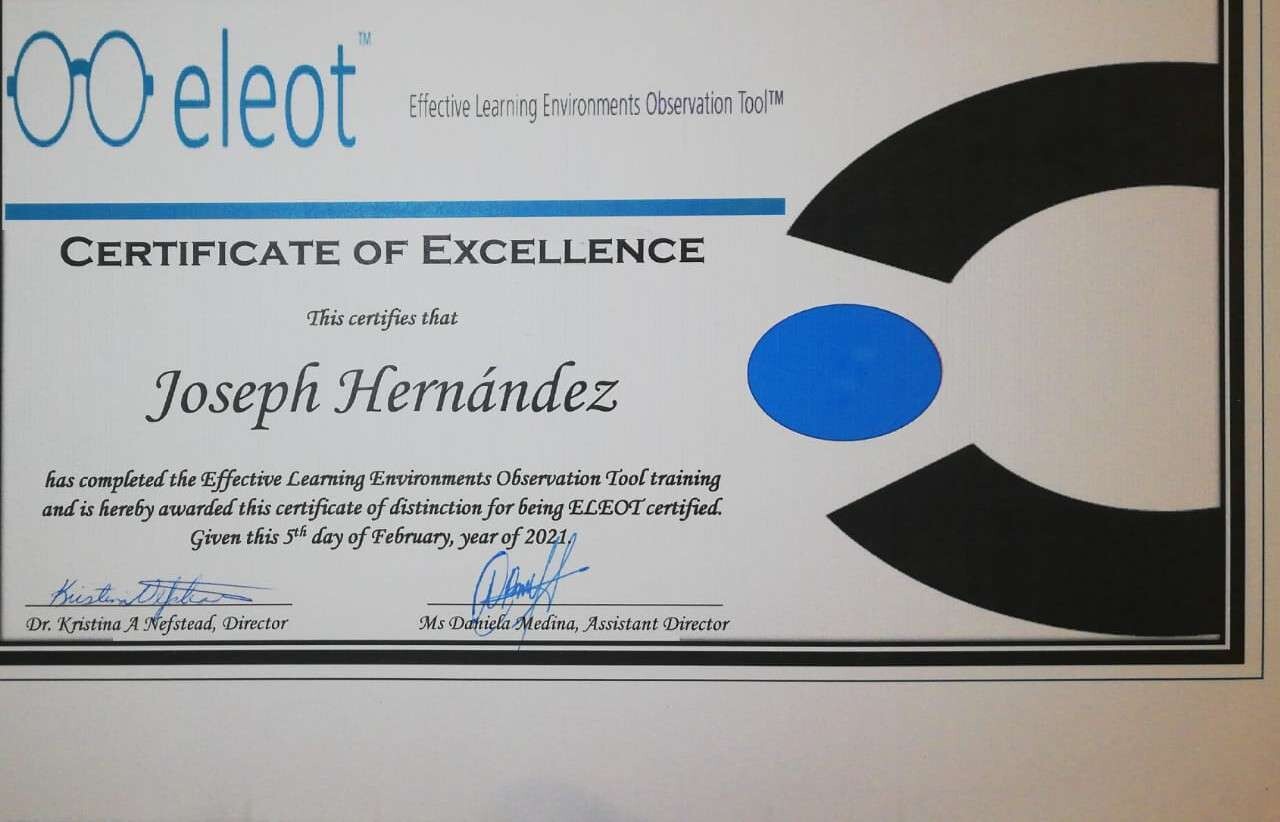 eleot™
Effective Learning Environments Observation Tool™
CERTIFICATE OF EXCELLENCE
This certifies that
Joseph Hernández
has completed the Effective Learning Environments Observation Tool training
and is hereby awarded this certificate of distinction for being ELEOT certified.
Given this 5th day of February, year of 2021.
Dr. Kristina A Nefstead, Director
Ms Daniela Medina, Assistant Director